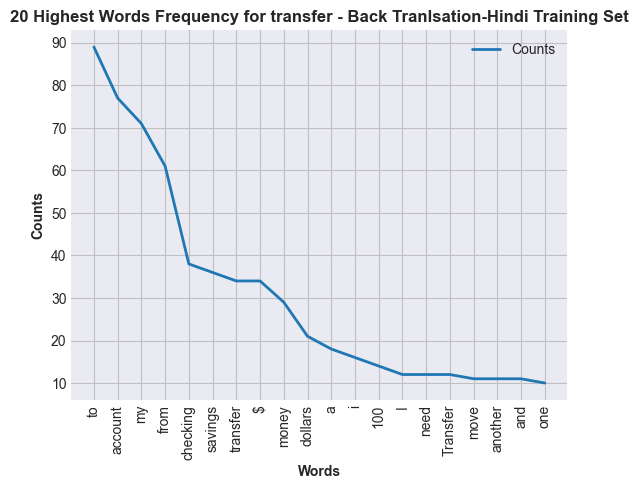 20 Highest Words Frequency for transfer - Back Tranlsation-Hindi Training Set
Counts
90
80
70
60
50
40
30
20
10
Counts
to
account
my
from
checking
savings
transfer
$
money
dollars
a
i
100
I
need
Transfer
move
another
and
one
Words